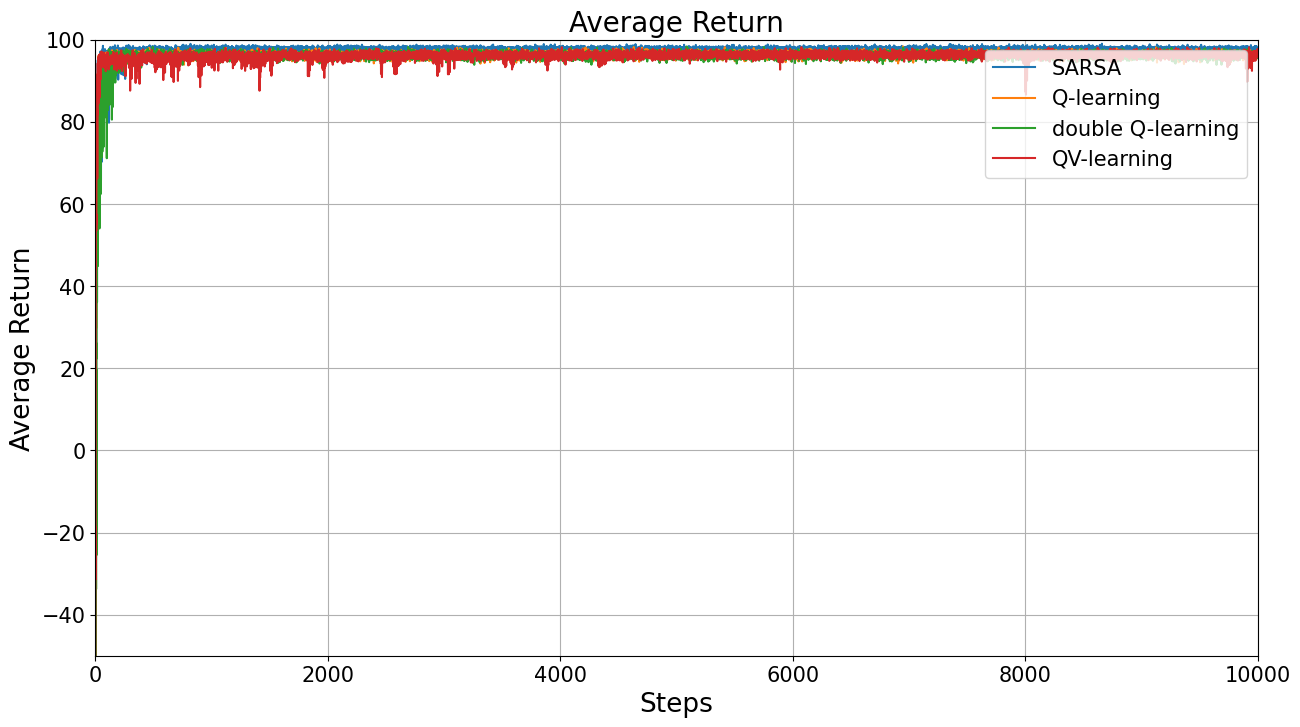 Average Return
100
80
60
40
20
0
−20
−40
Average Return
0
2000
4000
6000
8000
10000
Steps
SARSA
Q-learning
double Q-learning
QV-learning